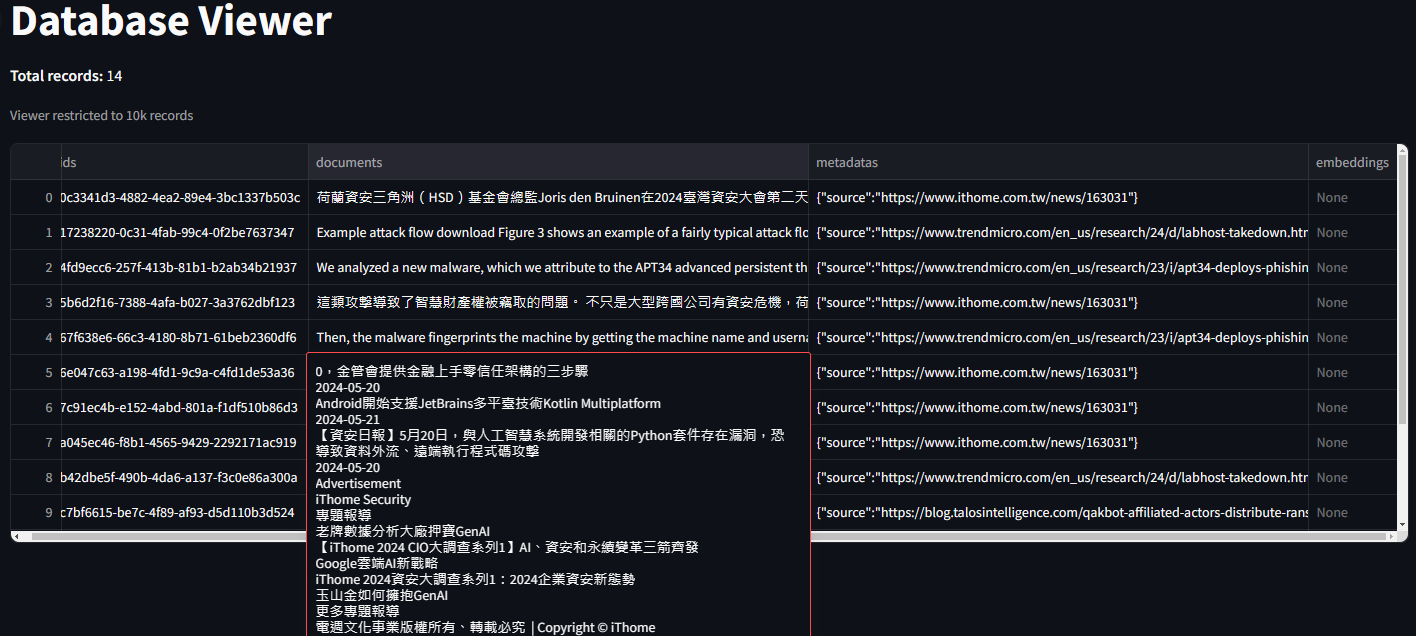 Database Viewer
Total records: 14
Viewer restricted to 10k records
ids documents metadatas embeddings
0 0c3341d3-4882-4ea2-89e4-3bc1337b503c 荷蘭資安三角洲（HSD）基金會總監Joris den Bruinen在2024臺灣資安大會第二天 {"source":"https://www.ithome.com.tw/news/163031"} None
1 17238220-0c31-4fab-99c4-0f2be7637347 Example attack flow download Figure 3 shows an example of a fairly typical attack flo {"source":"https://www.trendmicro.com/en_us/research/24/d/labhost-takedown.htm None
2 4fd9ecc6-257f-413b-81b1-b2ab34b21937 We analyzed a new malware, which we attribute to the APT34 advanced persistent th {"source":"https://www.trendmicro.com/en_us/research/23/i/apt34-deploys-phishin None
3 5b6d2f16-7388-4afa-b027-3a3762dbf123 這類攻擊導致了智慧財產權被竊取的問題。 不只是大型跨國公司有資安危機，荷 {"source":"https://www.ithome.com.tw/news/163031"} None
4 67f638e6-66c3-4180-8b71-61beb2360df6 Then, the malware fingerprints the machine by getting the machine name and userna {"source":"https://www.trendmicro.com/en_us/research/23/i/apt34-deploys-phishin None
5 6e047c63-a198-4fd1-9c9a-c4fd1de53a36 {"source":"https://www.ithome.com.tw/news/163031"} None
6 7c91ec4b-e152-4abd-801a-f1df510b86d3 {"source":"https://www.ithome.com.tw/news/163031"} None
7 a045ec46-f8b1-4565-9429-2292171ac919 {"source":"https://www.ithome.com.tw/news/163031"} None
8 b42dbe5f-490b-4da6-a137-f3c0e86a300a {"source":"https://www.trendmicro.com/en_us/research/24/d/labhost-takedown.htm None
9 c7bf6615-be7c-4f89-af93-d5d110b3d524 {"source":"https://blog.talosintelligence.com/qakbot-affiliated-actors-distribute-rans None
0，金管會提供金融上手零信任架構的三步驟
2024-05-20
Android開始支援JetBrains多平臺技術Kotlin Multiplatform
2024-05-21
【資安日報】5月20日，與人工智慧系統開發相關的Python套件存在漏洞，恐
導致資料外流、遠端執行程式碼攻擊
2024-05-20
Advertisement
iThome Security
專題報導
老牌數據分析大廠押寶GenAI
【iThome 2024 CIO大調查系列1】AI、資安和永續變革三箭齊發
Google雲端AI新戰略
iThome 2024資安大調查系列1：2024企業資安新態勢
玉山金如何擁抱GenAI
更多專題報導
電週文化事業版權所有、轉載必究 | Copyright © iThome